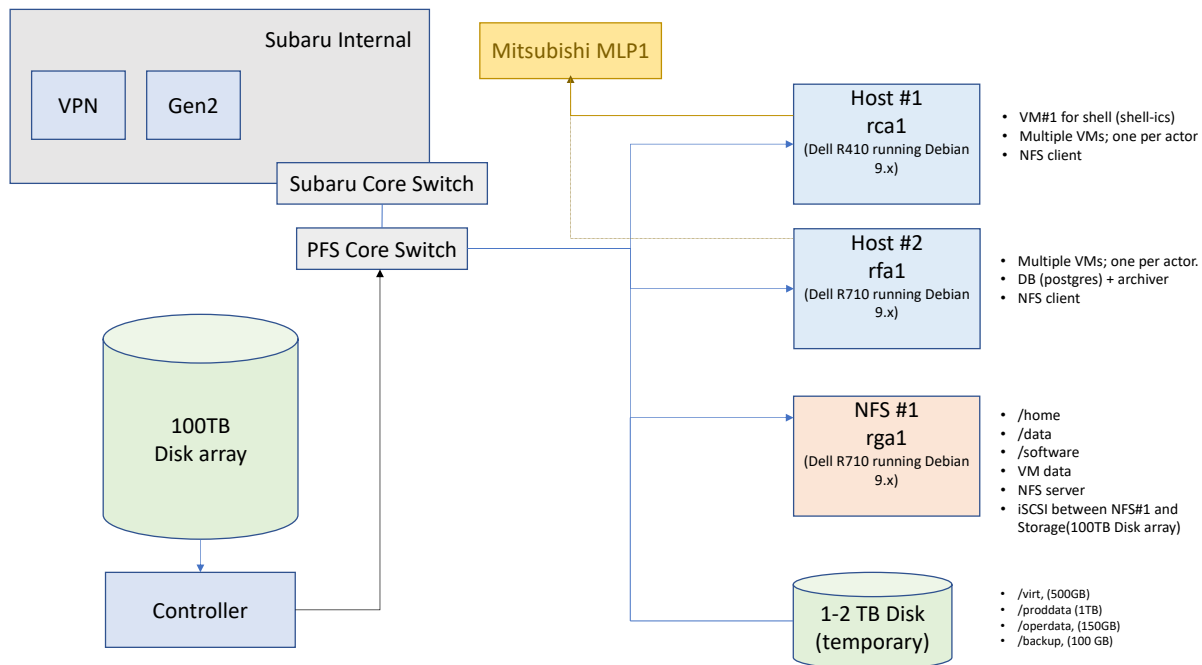 Subaru Internal
VPN
Gen2
Subaru Core Switch
PFS Core Switch
100TB
Disk array
Controller
Mitsubishi MLP1
Host #1
rca1
(Dell R410 running Debian
9.x)
• VM#1 for shell (shell-ics)
• Multiple VMs; one per actor
• NFS client
Host #2
rfa1
(Dell R710 running Debian
9.x)
• Multiple VMs; one per actor.
• DB (postgres) + archiver
• NFS client
NFS #1
rga1
(Dell R710 running Debian
9.x)
• /home
• /data
• /software
• VM data
• NFS server
• iSCSI between NFS#1 and
Storage(100TB Disk array)
1-2 TB Disk
(temporary)
• /virt, (500GB)
• /proddata (1TB)
• /operdata, (150GB)
• /backup, (100 GB)